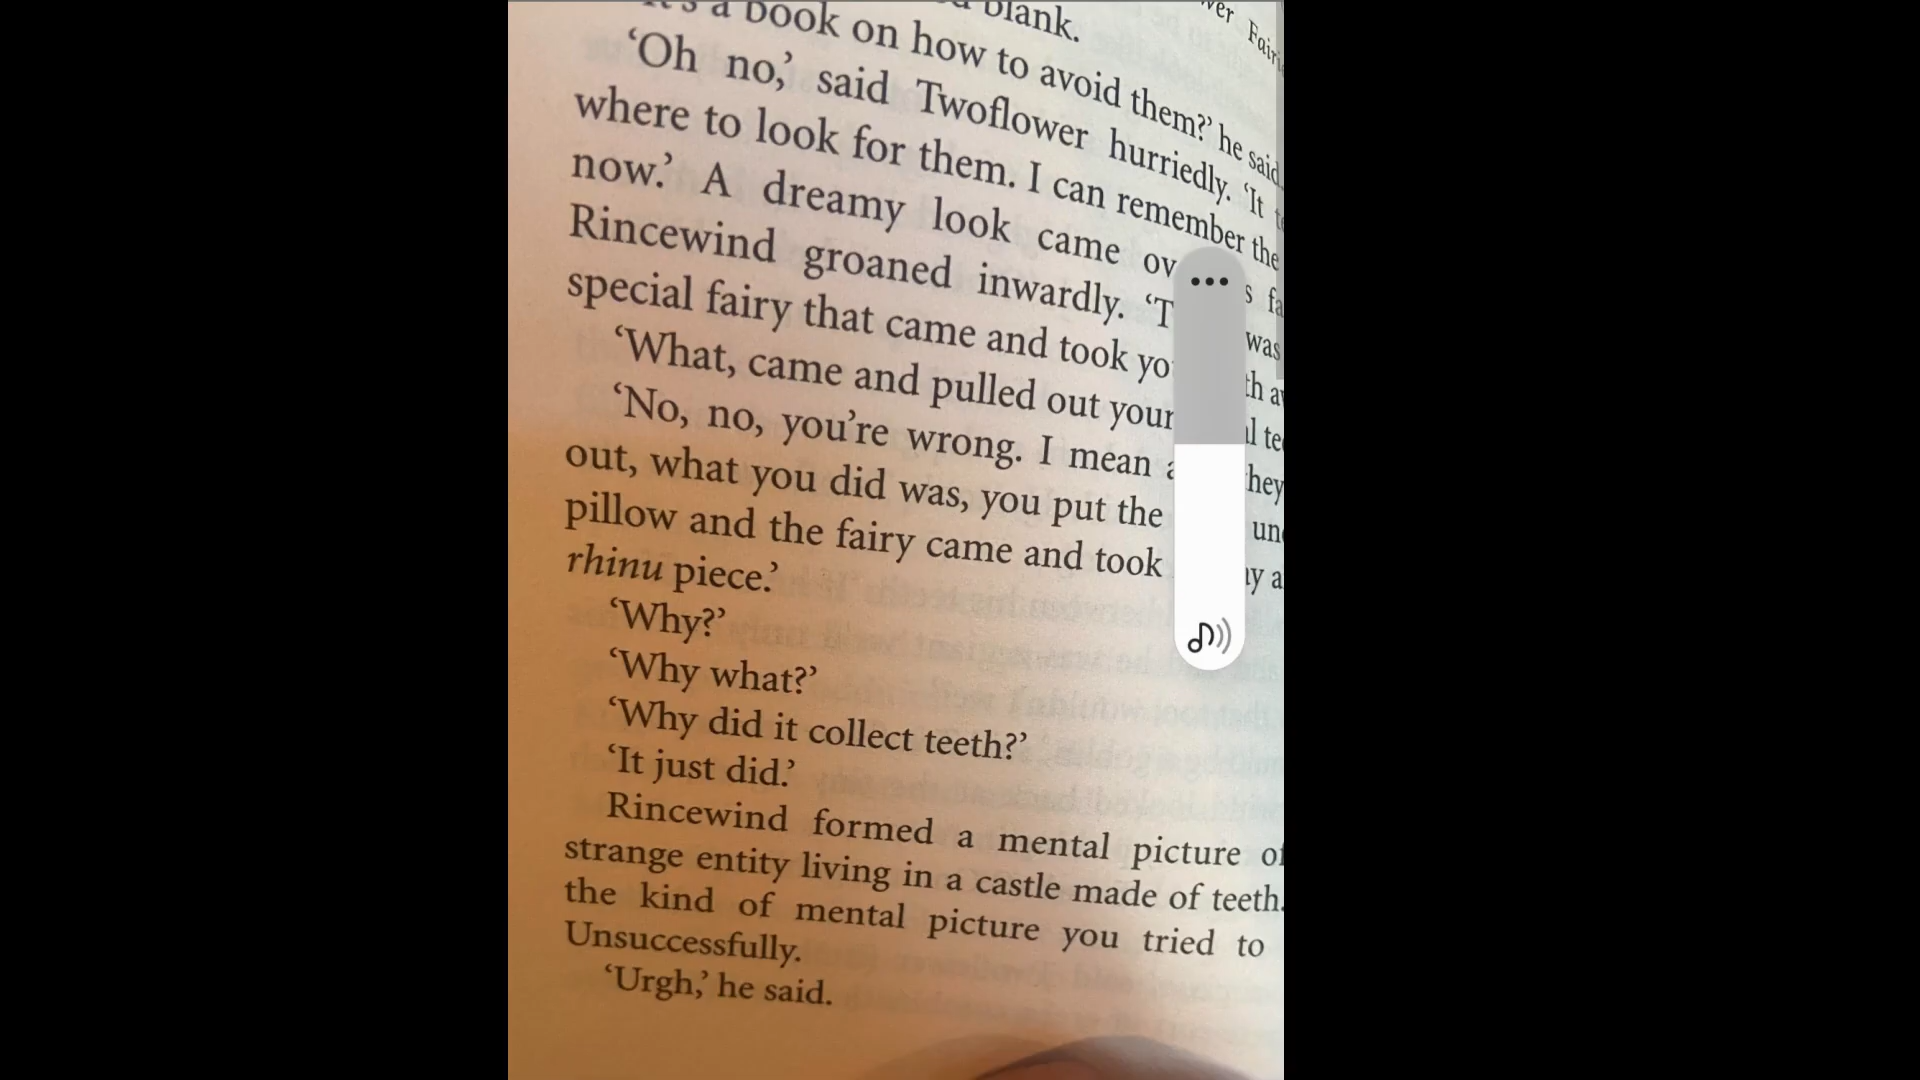 blank.
It's a book on how to avoid them?' he said.
'Oh no,' said Twoflower hurriedly. 'It
where to look for them. I can remember the
now.' A dreamy look came
Rincewind groaned inwardly. was
special fairy that came and took
'What, came and pulled out your
'No, no, you're wrong. I mean they
out, what you did was, you put the
pillow and the fairy came and took a
rhinu piece.'
'Why?'
'Why what?'
'Why did it collect teeth?'
'It just did.'
Rincewind formed a mental picture of
strange entity living in a castle made of teeth.
the kind of mental picture you tried to
Unsuccessfully.
'Urgh,' he said.